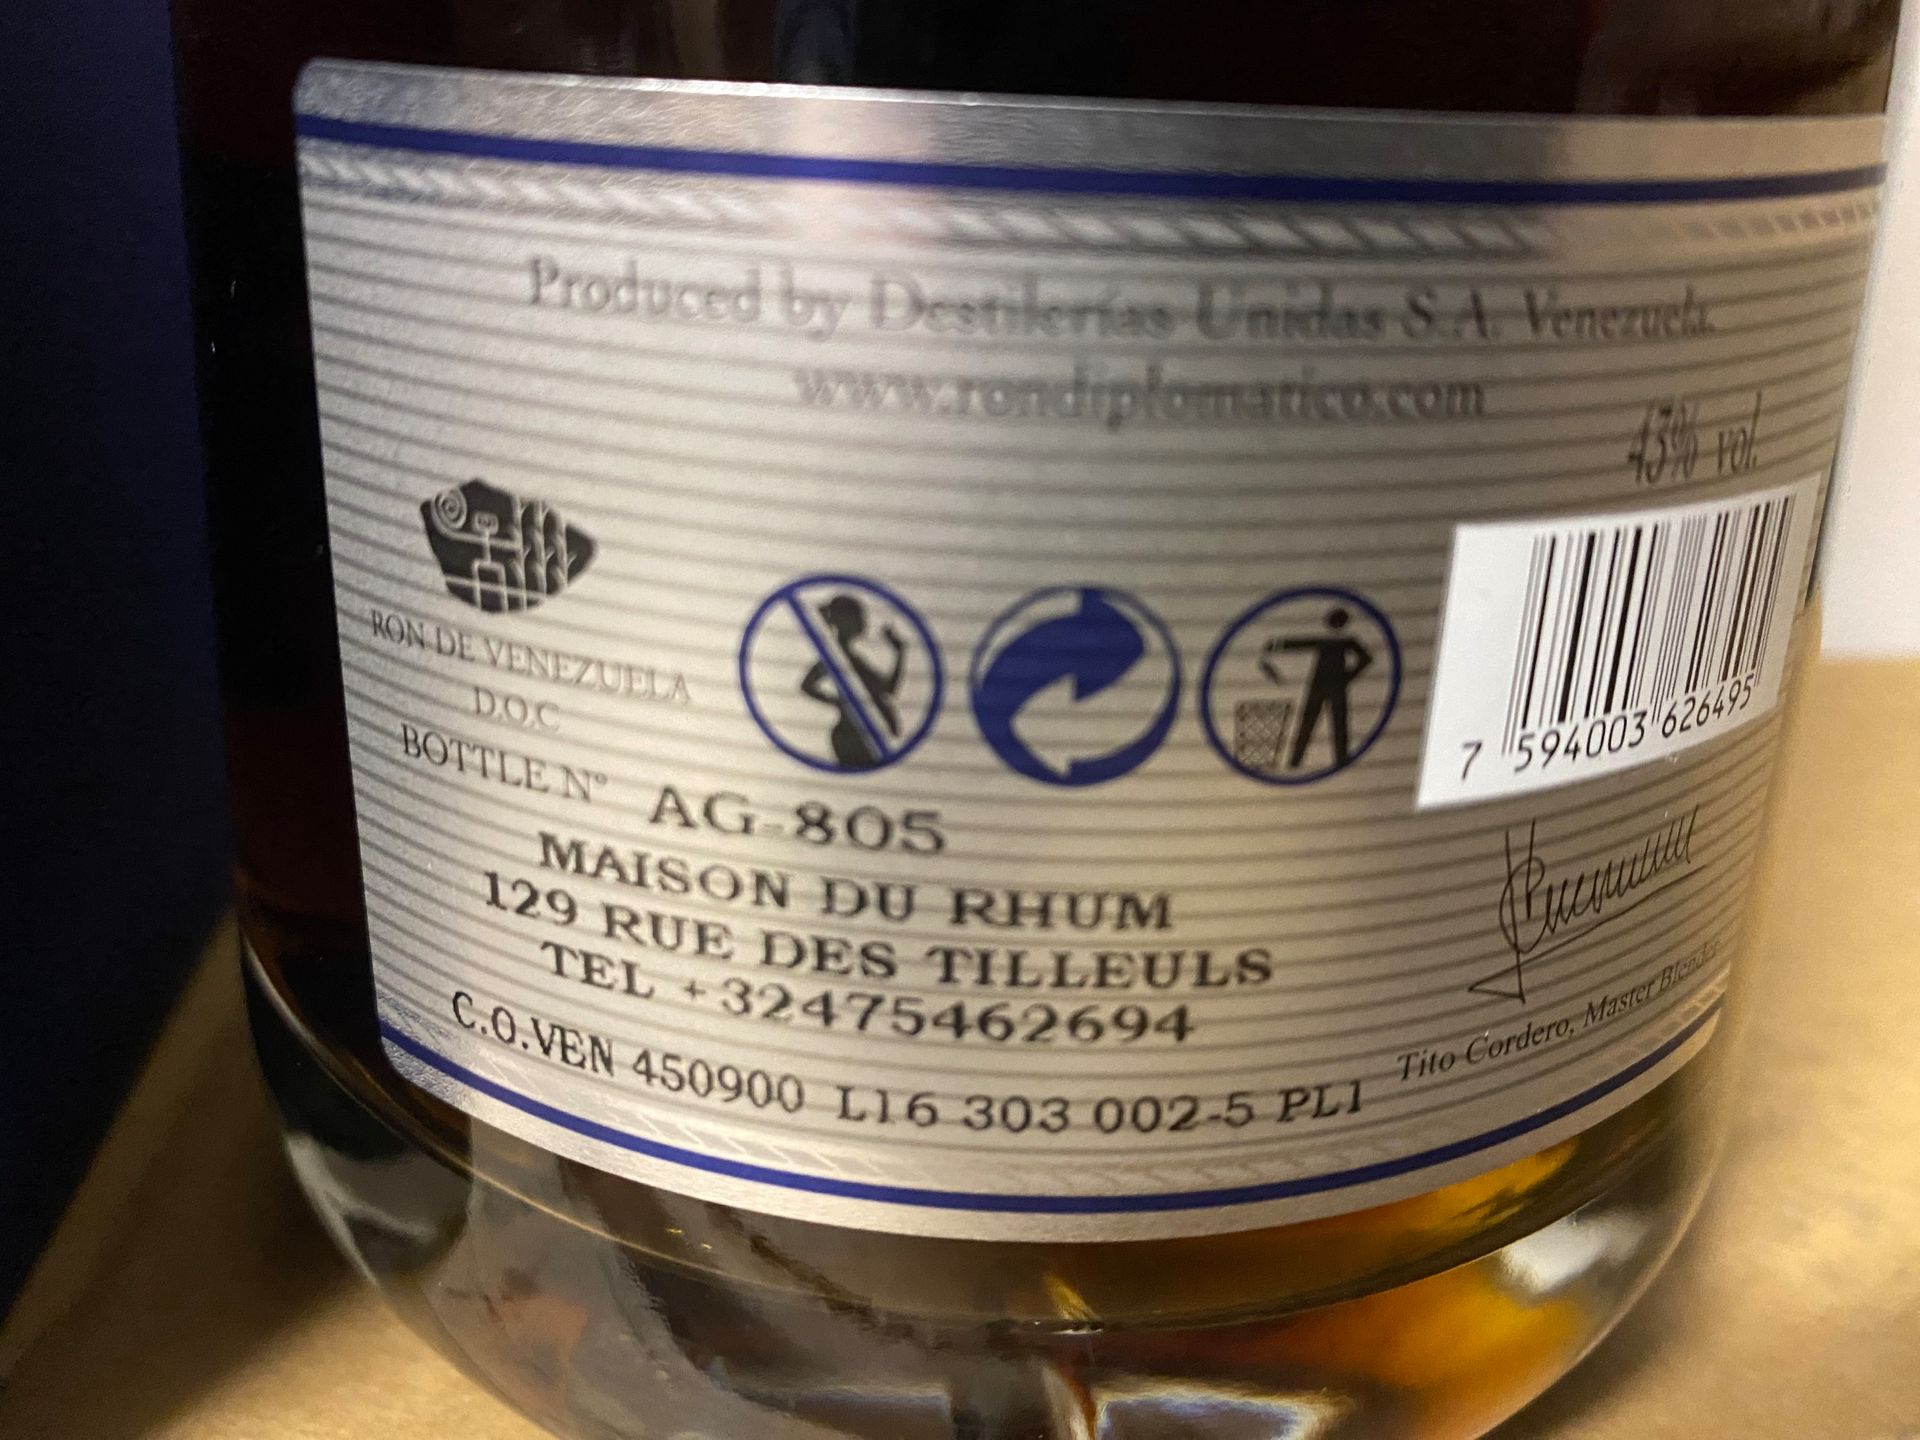 Produced by Destilerías Unidas S.A. Venezuela.
www.rondiplomatico.com
43% vol.
RON DE VENEZUELA
D.O.C
BOTTLE Nº AG-805
7 594003 626495
MAISON DU RHUM
129 RUE DES TILLEULS
TEL +32475462694
C.O.VEN 450900 L16 303 002-5 PL1
Tito Cordero, Master Blender